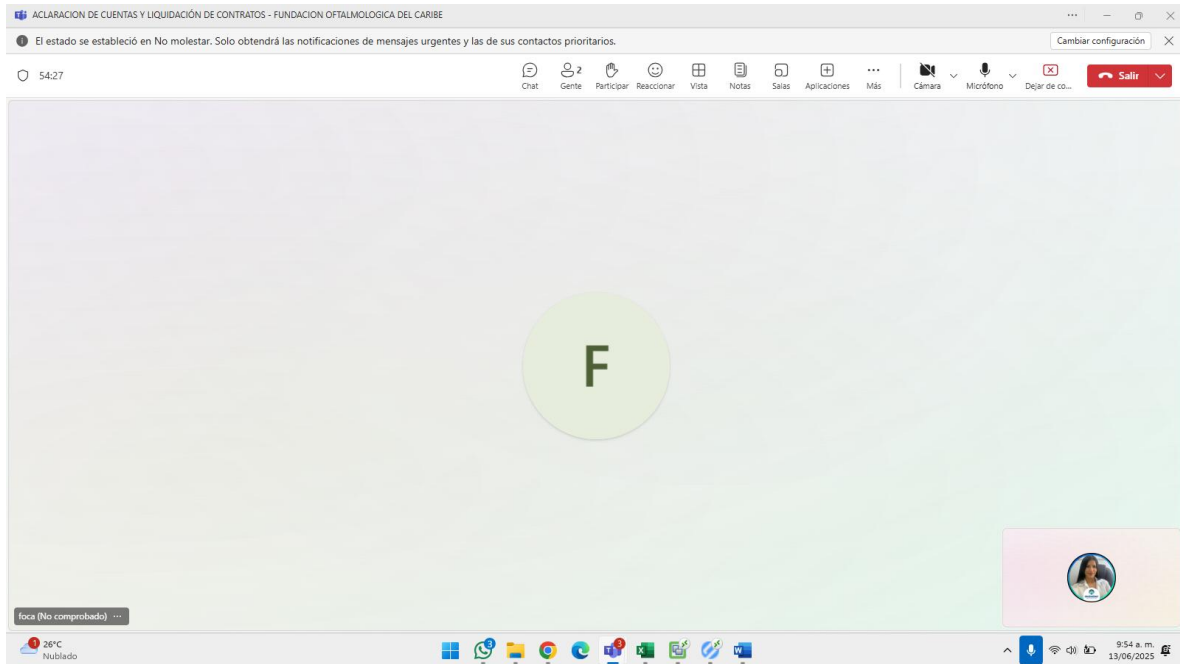 ACLARACION DE CUENTAS Y LIQUIDACIÓN DE CONTRATOS - FUNDACION OFTALMOLOGICA DEL CARIBE
El estado se estableció en No molestar. Solo obtendrá las notificaciones de mensajes urgentes y las de sus contactos prioritarios.
Cambiar configuración
54:27
2
Chat
Gente
Participar
Reaccionar
Vista
Notas
Salas
Aplicaciones
Más
Cámara
Micrófono
Dejar de co...
Salir
F
foca (No comprobado)
1
26°C
Nublado
3
3
9:54 a. m.
13/06/2025